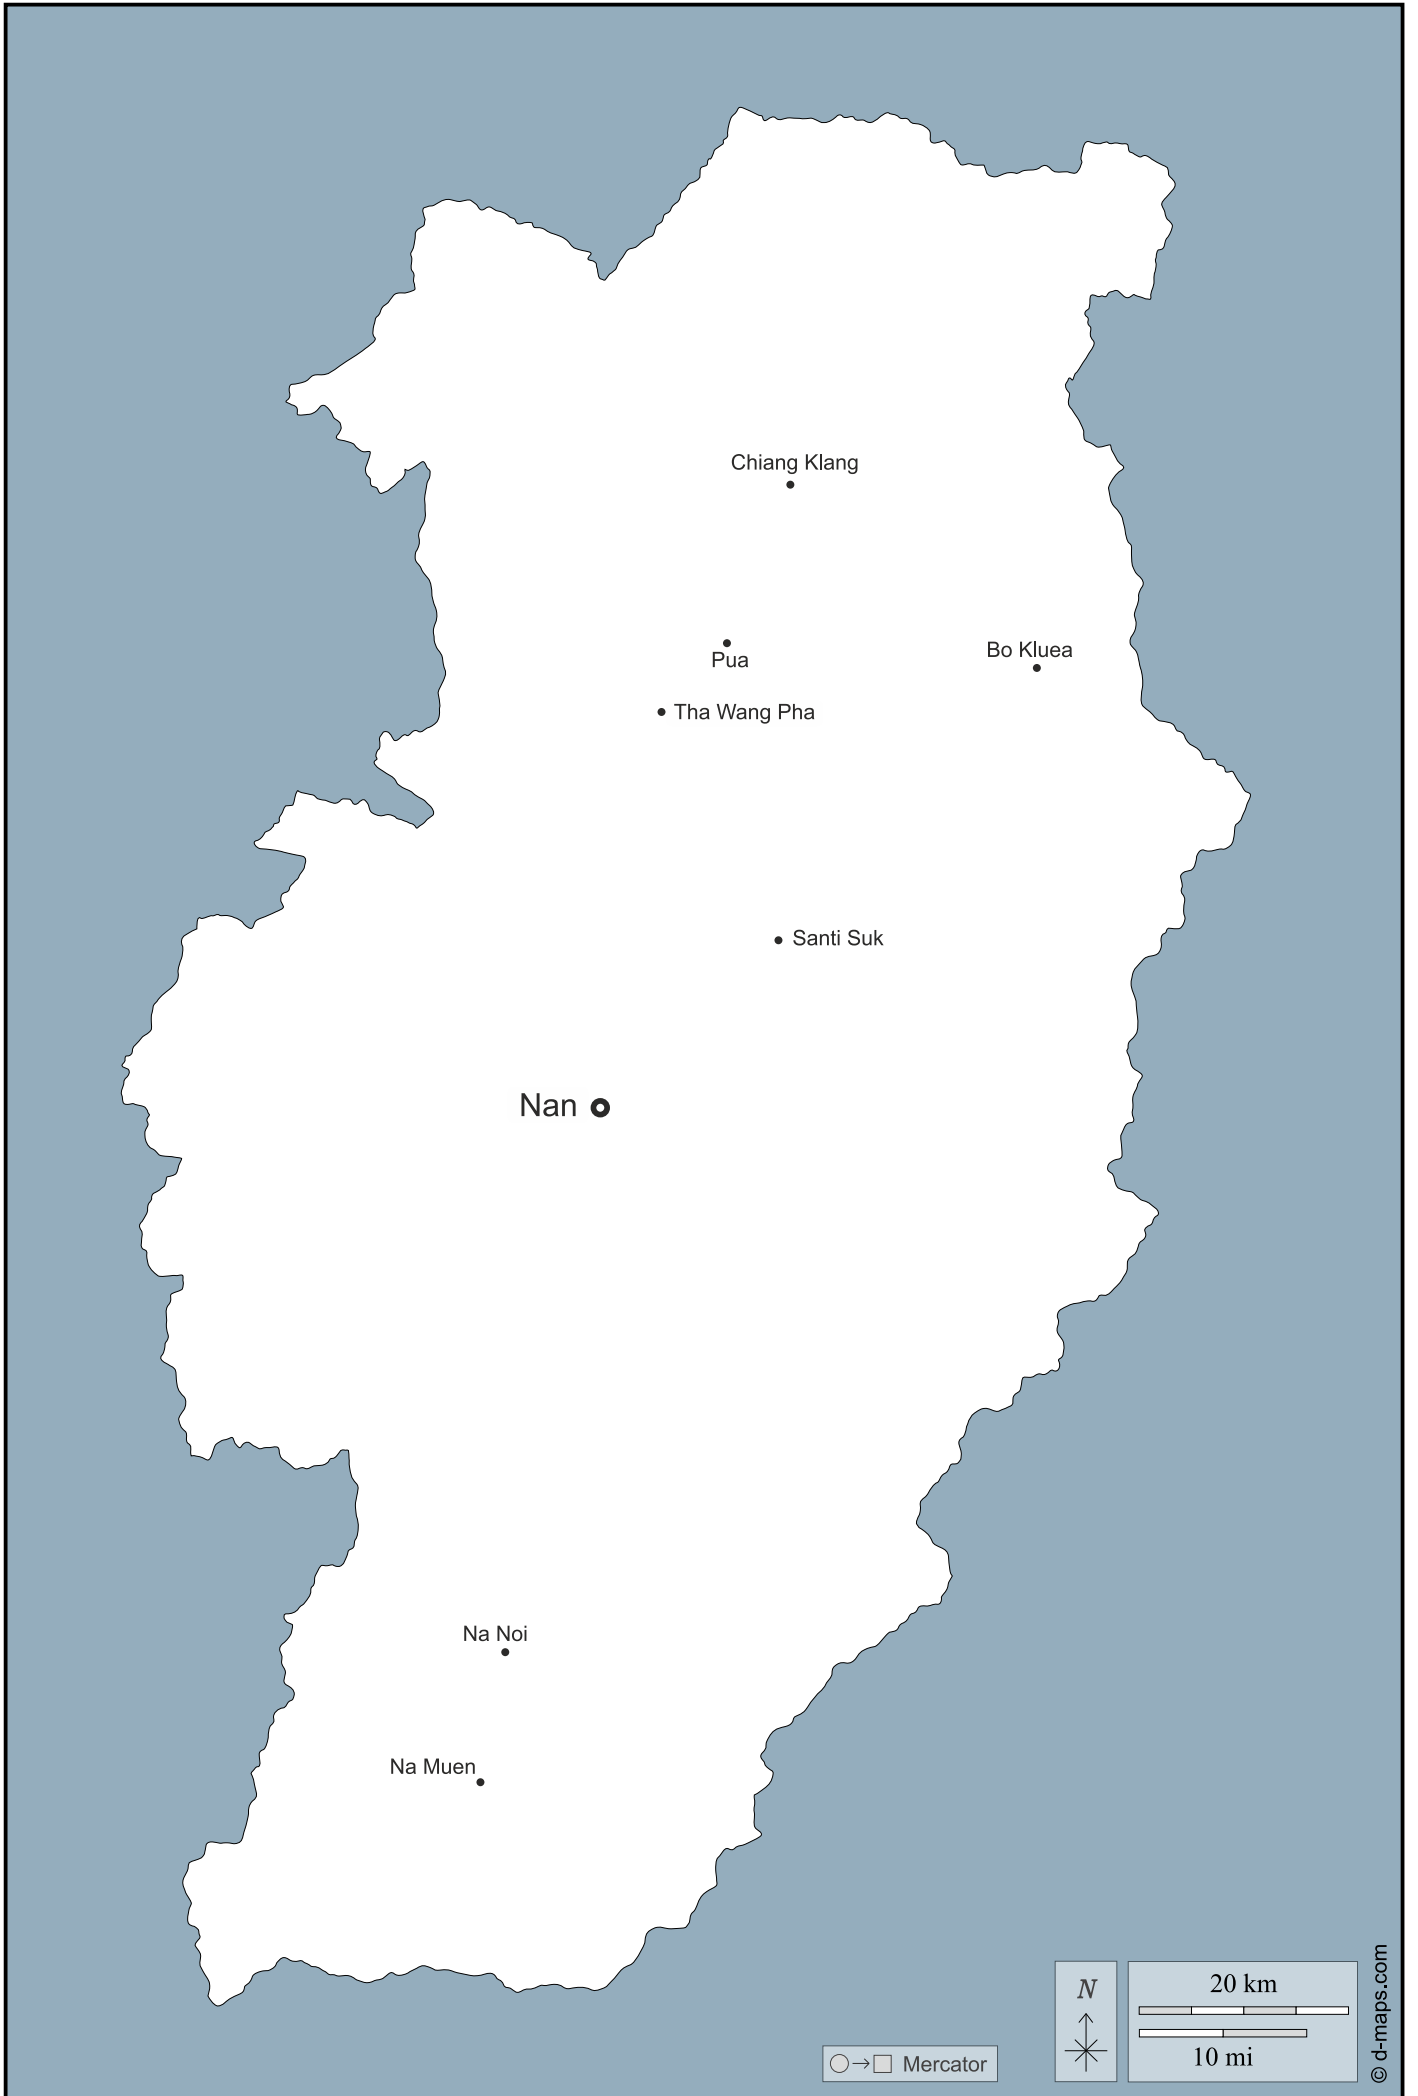 Chiang Klang
Pua
Bo Kluea
Tha Wang Pha
Santi Suk
Nan
Na Noi
Na Muen
N
20 km
10 mi
Mercator
© d-maps.com